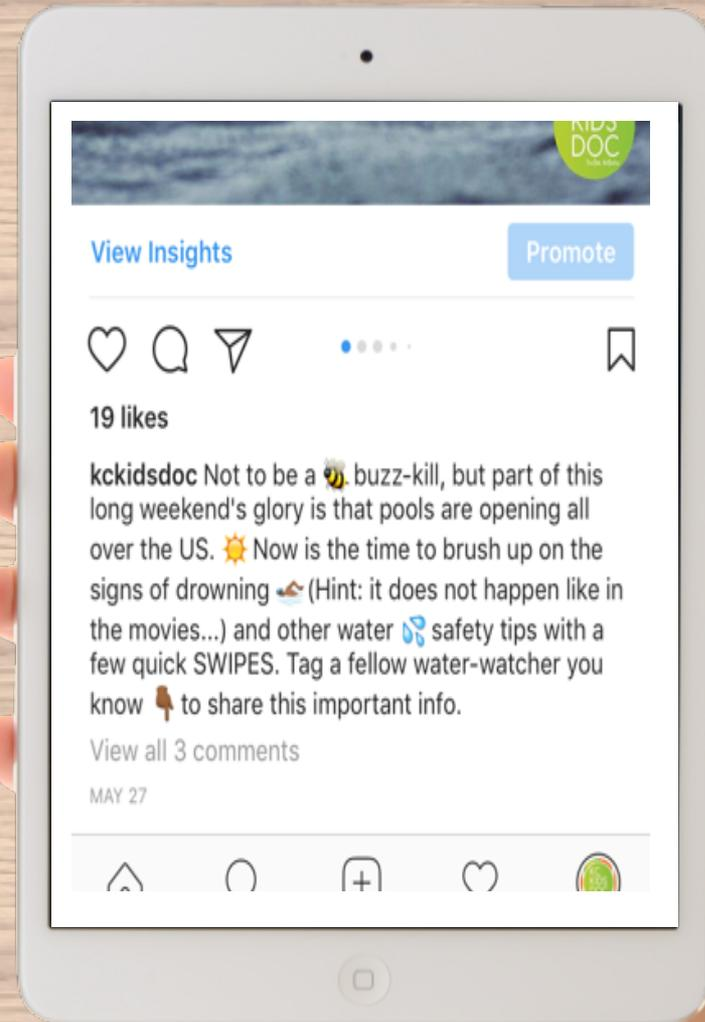 KIDS
DOC
View Insights
Promote
19 likes
kckidsdoc Not to be a 🐝 buzz-kill, but part of this
long weekend's glory is that pools are opening all
over the US. ☀️ Now is the time to brush up on the
signs of drowning 🏊🏾 (Hint: it does not happen like in
the movies...) and other water 💦 safety tips with a
few quick SWIPES. Tag a fellow water-watcher you
know 👇🏾 to share this important info.
View all 3 comments
MAY 27